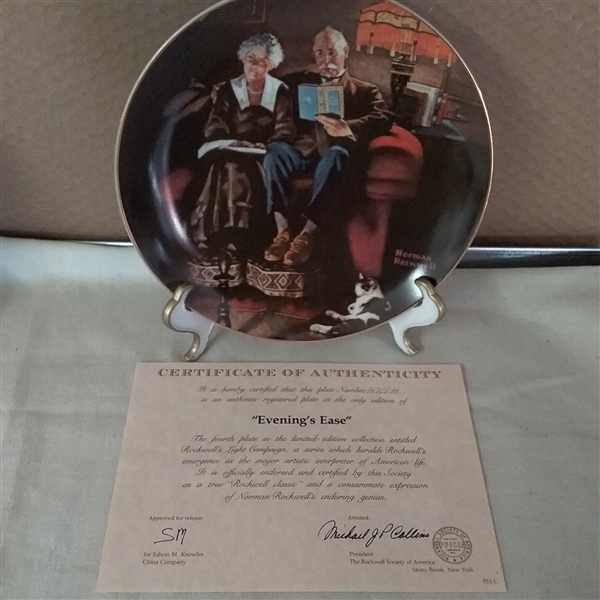 Norman
Rockwell
CERTIFICATE OF AUTHENTICITY
It is hereby certified that this plate Number
is an authentic registered plate in the only edition of
"Evening's Ease"
The fourth plate in the limited-edition collection entitled
Rockwell's Light Campaign, a series which heralds Rockwell's
emergence as the major artistic interpreter of American life.
It is officially endorsed and certified by this Society
as a true "Rockwell classic" and a consummate expression
of Norman Rockwell's enduring genius.
Approved for release:
Attested:
SM
Michael J P Collins
for Edwin M. Knowles
China Company
President
The Rockwell Society of America
Stony Brook, New York